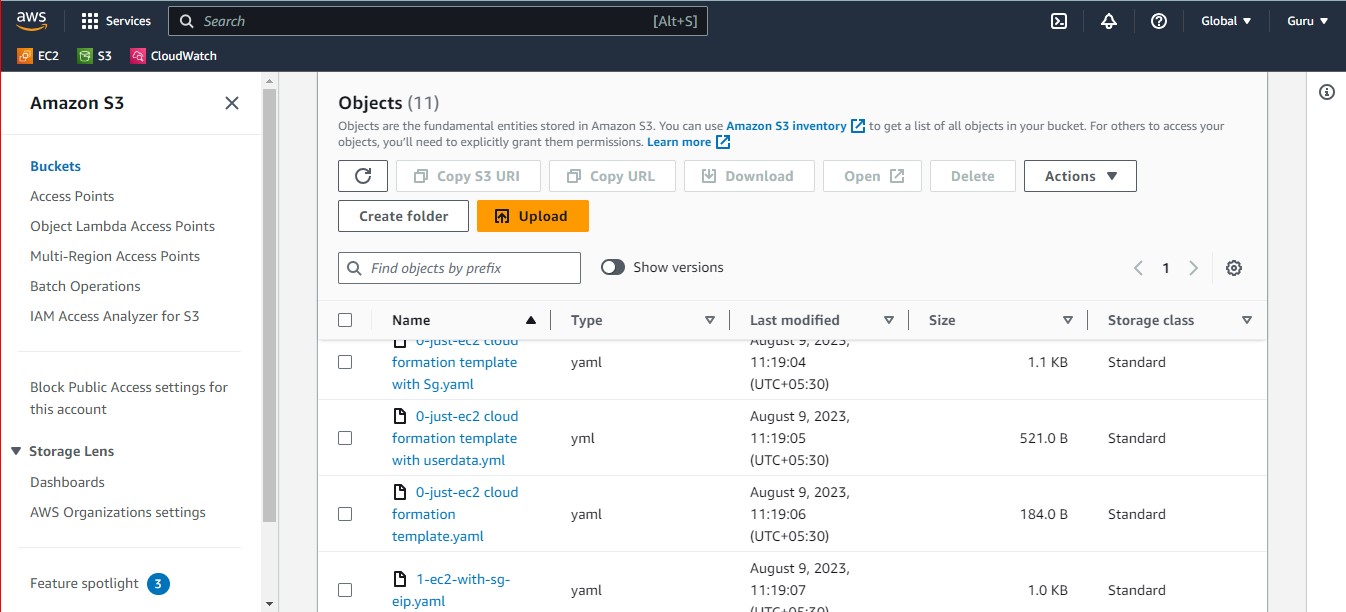 aws
Services
Search
[Alt+S]
Global
Guru
EC2
S3
CloudWatch
Amazon S3
Buckets
Access Points
Object Lambda Access Points
Multi-Region Access Points
Batch Operations
IAM Access Analyzer for S3
Block Public Access settings for
this account
Storage Lens
Dashboards
AWS Organizations settings
Feature spotlight 3
Objects (11)
Objects are the fundamental entities stored in Amazon S3. You can use Amazon S3 inventory to get a list of all objects in your bucket. For others to access your
objects, you'll need to explicitly grant them permissions. Learn more
Copy S3 URI
Copy URL
Download
Open
Delete
Actions
Create folder
Upload
Find objects by prefix
Show versions
1
Name
Type
Last modified
Size
Storage class
0-just-ec2 cloud
formation template
with Sg.yaml
yaml
August 9, 2023,
11:19:04
(UTC+05:30)
1.1 KB
Standard
0-just-ec2 cloud
formation template
with userdata.yml
yml
August 9, 2023,
11:19:05
(UTC+05:30)
521.0 B
Standard
0-just-ec2 cloud
formation
template.yaml
yaml
August 9, 2023,
11:19:06
(UTC+05:30)
184.0 B
Standard
1-ec2-with-sg-
eip.yaml
yaml
August 9, 2023,
11:19:07
(UTC+05:30)
1.0 KB
Standard